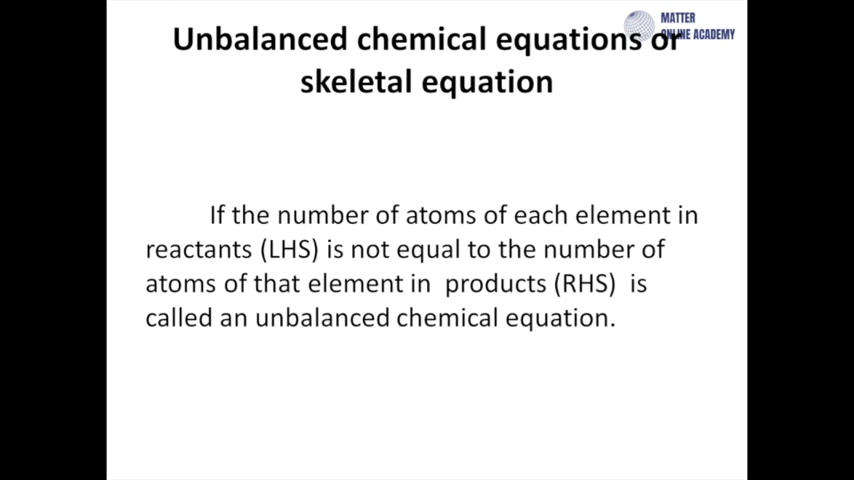 MATTER
ONLINE ACADEMY
Unbalanced chemical equations or
skeletal equation
If the number of atoms of each element in
reactants (LHS) is not equal to the number of
atoms of that element in products (RHS) is
called an unbalanced chemical equation.